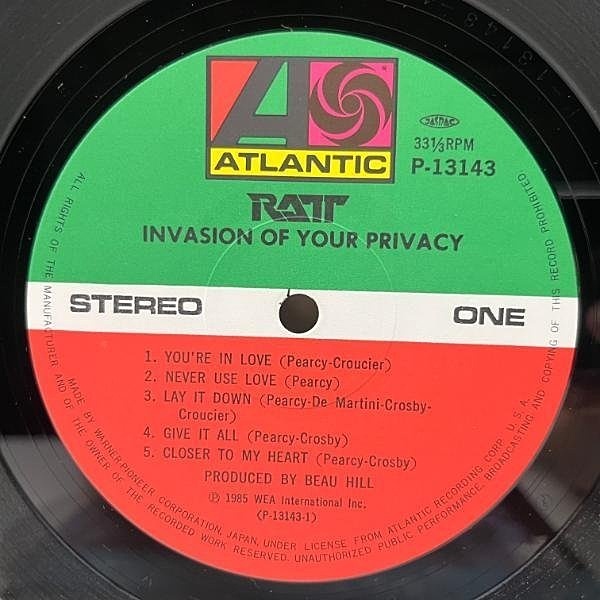 P-13143-A
ATLANTIC
JASRAC
33⅓RPM
P-13143
RATT
INVASION OF YOUR PRIVACY
STEREO
ONE
1. YOU'RE IN LOVE (Pearcy-Croucier)
2. NEVER USE LOVE (Pearcy)
3. LAY IT DOWN (Pearcy-De Martini-Crosby-
Croucier)
4. GIVE IT ALL (Pearcy-Crosby)
5. CLOSER TO MY HEART (Pearcy-Crosby)
PRODUCED BY BEAU HILL
Ⓟ 1985 WEA International Inc.
(P-13143-1)
ALL RIGHTS OF THE MANUFACTURER AND OF THE OWNER OF THE RECORDED WORK RESERVED. UNAUTHORIZED PUBLIC PERFORMANCE, BROADCASTING AND COPYING OF THIS RECORD PROHIBITED.
MADE BY WARNER-PIONEER CORPORATION, JAPAN, UNDER LICENSE FROM ATLANTIC RECORDING CORP. U.S.A.